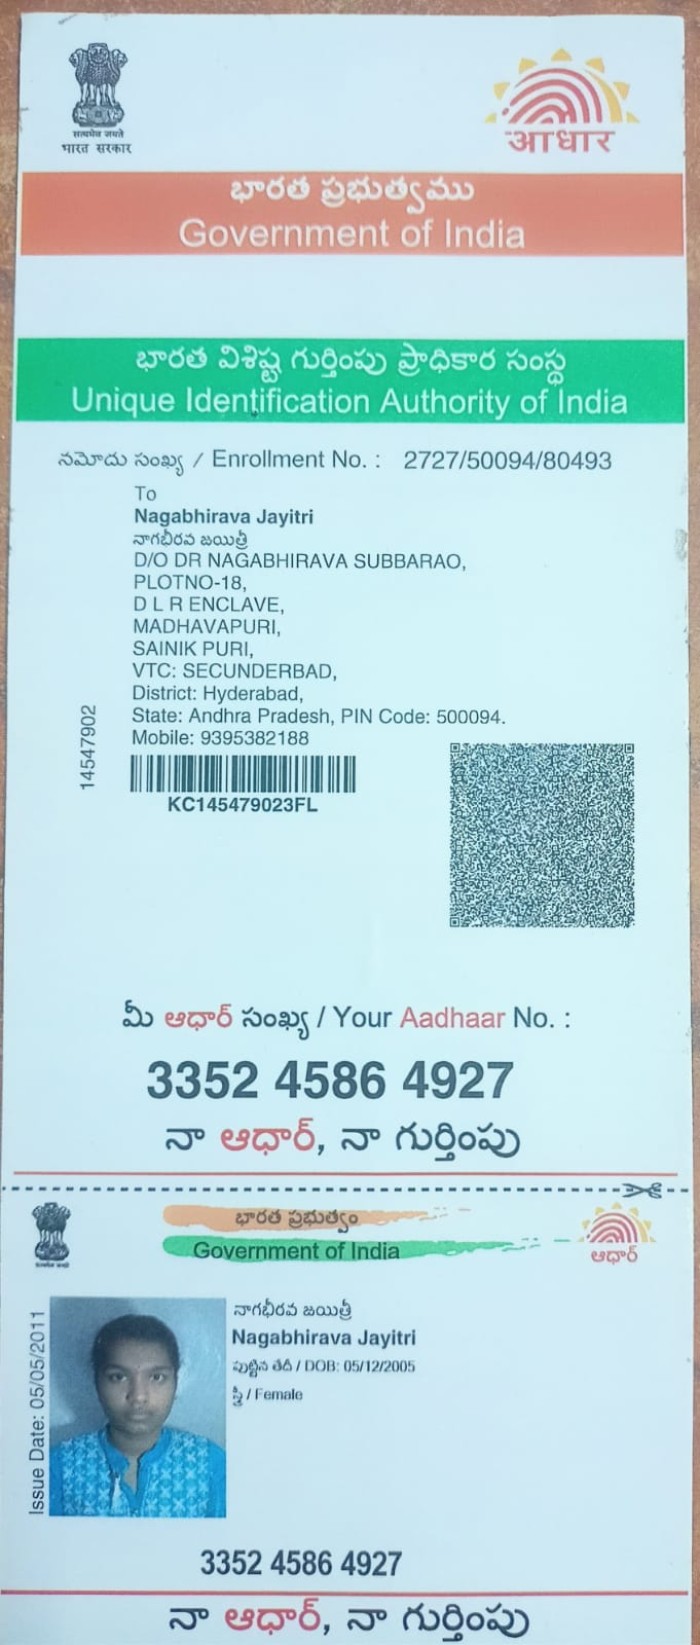 सत्यमेव जयते
भारत सरकार
आधार
భారత ప్రభుత్వము
Government of India
భారత విశిష్ట గుర్తింపు ప్రాధికార సంస్థ
Unique Identification Authority of India
నమోదు సంఖ్య / Enrollment No. : 2727/50094/80493
To
Nagabhirava Jayitri
నాగభీరవ జయిత్రీ
D/O DR NAGABHIRAVA SUBBARAO,
PLOTNO-18,
D L R ENCLAVE,
MADHAVAPURI,
SAINIK PURI,
VTC: SECUNDERBAD,
District: Hyderabad,
State: Andhra Pradesh, PIN Code: 500094.
Mobile: 9395382188
14547902
KC145479023FL
మీ ఆధార్ సంఖ్య / Your Aadhaar No. :
3352 4586 4927
నా ఆధార్, నా గుర్తింపు
భారత ప్రభుత్వం
Government of India
ఆధార్
Issue Date: 05/05/2011
నాగభీరవ జయిత్రీ
Nagabhirava Jayitri
పుట్టిన తేదీ / DOB: 05/12/2005
స్త్రీ / Female
3352 4586 4927
నా ఆధార్, నా గుర్తింపు